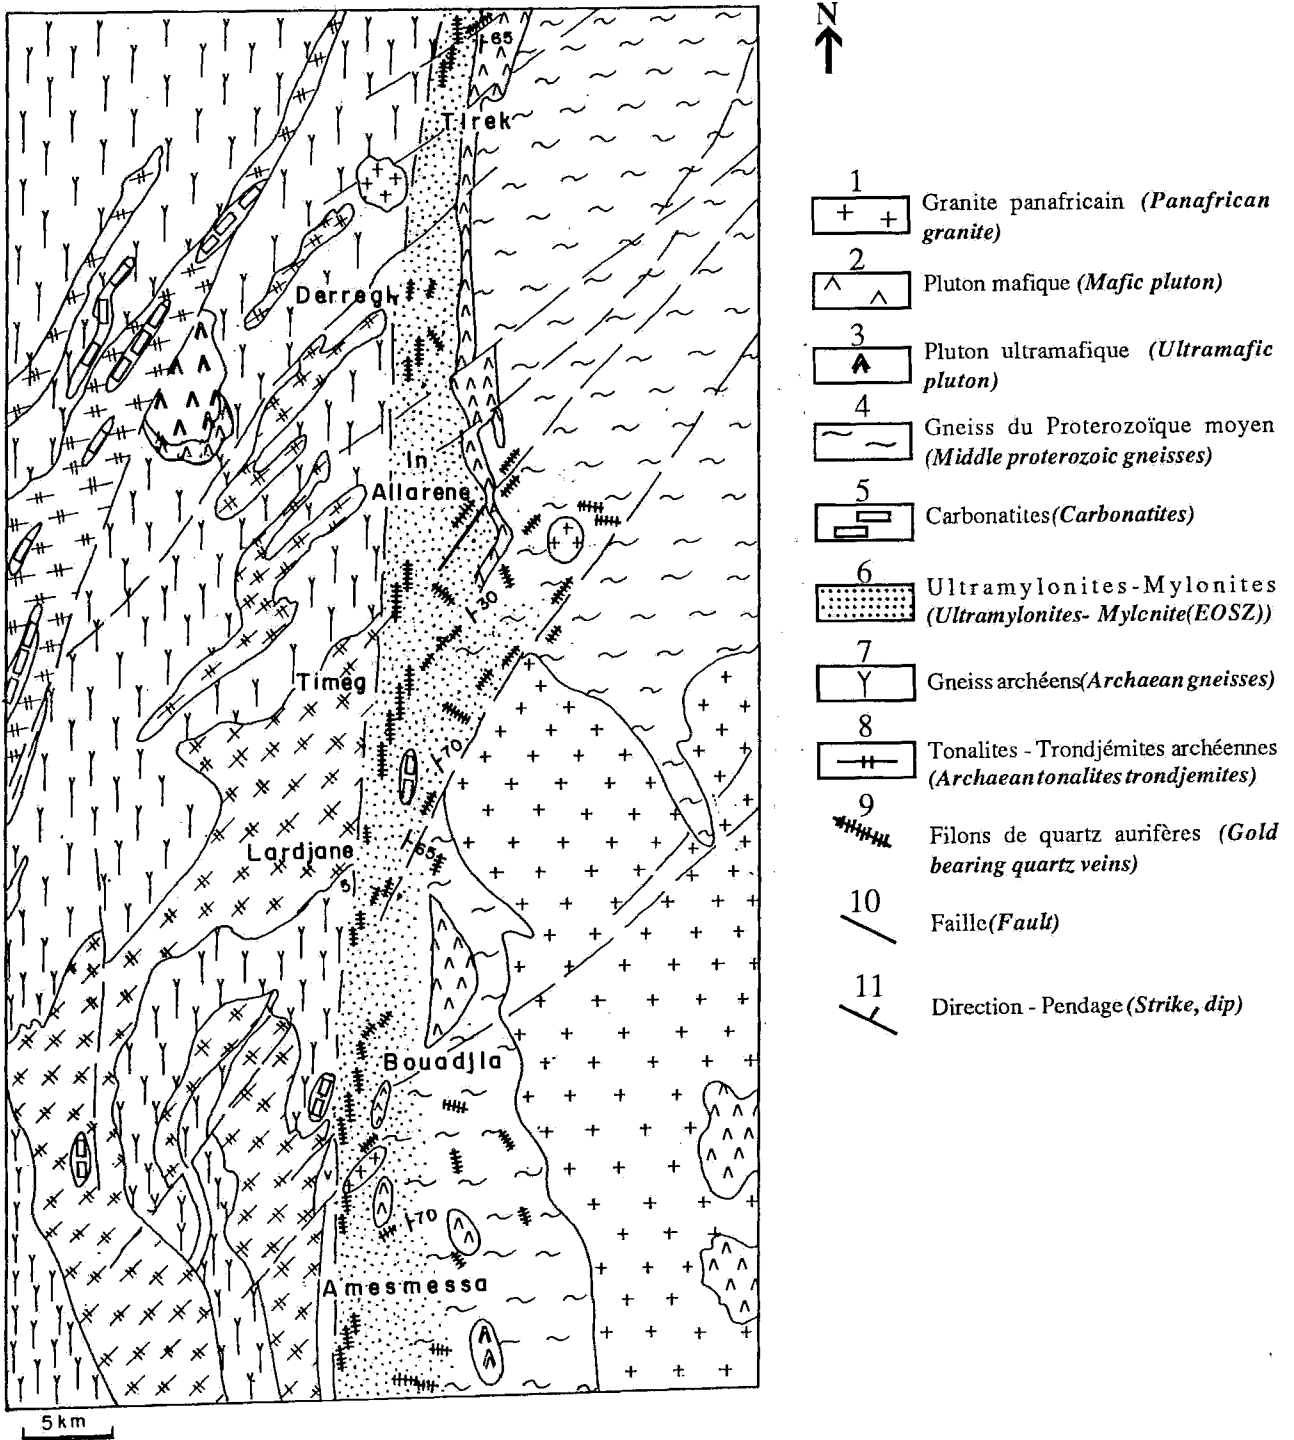 N
65
Tirek
Derregh
In
Allarene
30
Timeg
70
Lardjane
65
5
Bouadjla
70
Amesmessa
5 km
1
Granite panafricain (Panafrican
granite)
2
Pluton mafique (Mafic pluton)
3
Pluton ultramafique (Ultramafic
pluton)
4
Gneiss du Proterozoïque moyen
(Middle proterozoic gneisses)
5
Carbonatites (Carbonatites)
6
Ultramylonites-Mylonites
(Ultramylonites- Mylcnite(EOSZ))
7
Gneiss archéens(Archaean gneisses)
8
Tonalites - Trondjémites archéennes
(Archaean tonalites trondjemites)
9
Filons de quartz aurifères (Gold
bearing quartz veins)
10
Faille (Fault)
11
Direction - Pendage (Strike, dip)